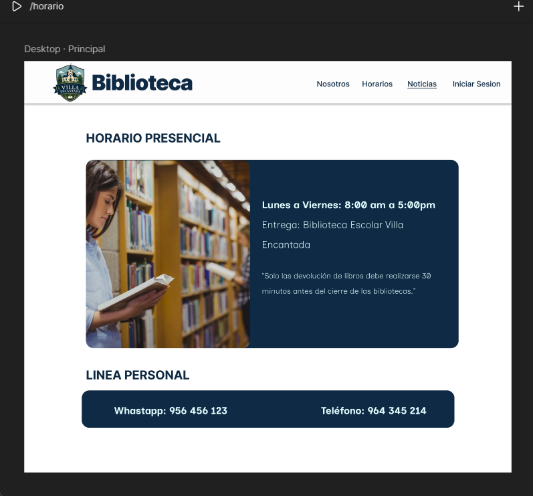 /horario
Desktop · Principal
VILLA
Biblioteca
Nosotros Horarios Noticias Iniciar Sesion
HORARIO PRESENCIAL
Lunes a Viernes: 8:00 am a 5:00pm
Entrega: Biblioteca Escolar Villa
Encantada
"Solo las devolución de libros debe realizarse 30
minutos antes del cierre de las bibliotecas."
LINEA PERSONAL
Whastapp: 956 456 123 Teléfono: 964 345 214